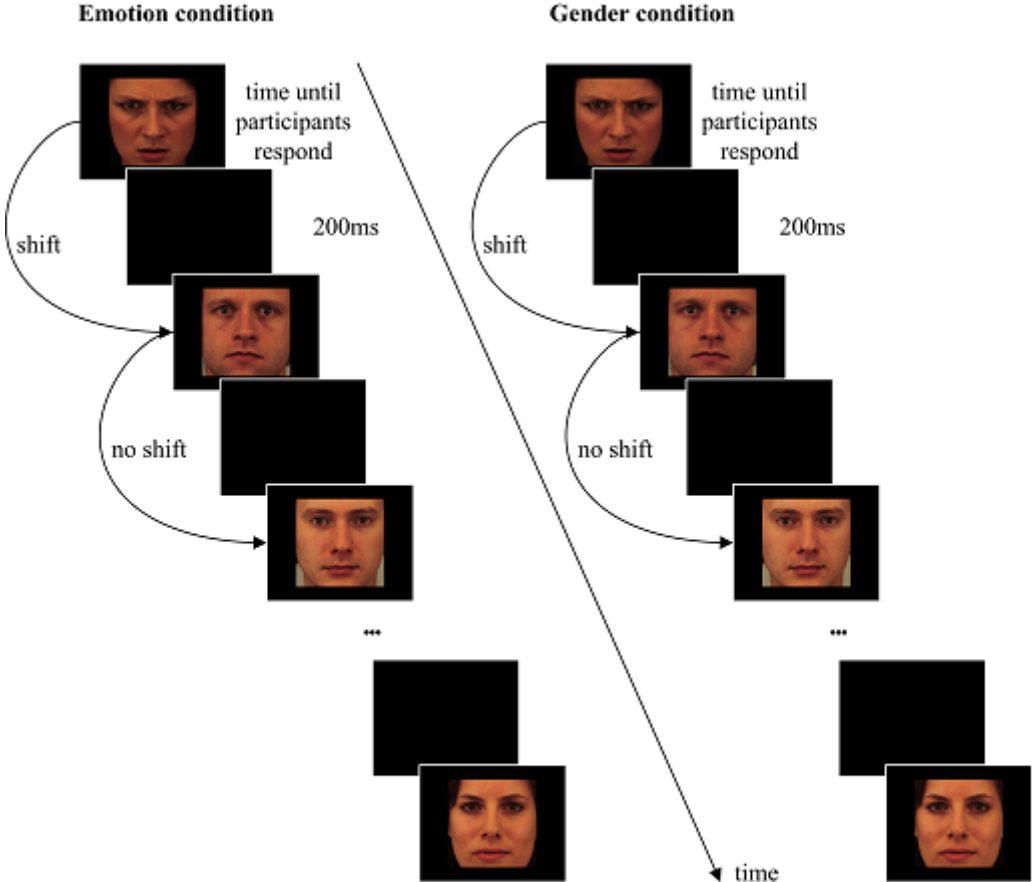 Emotion condition
Gender condition
time until
participants
respond
time until
participants
respond
200ms
200ms
shift
shift
no shift
no shift
...
...
time